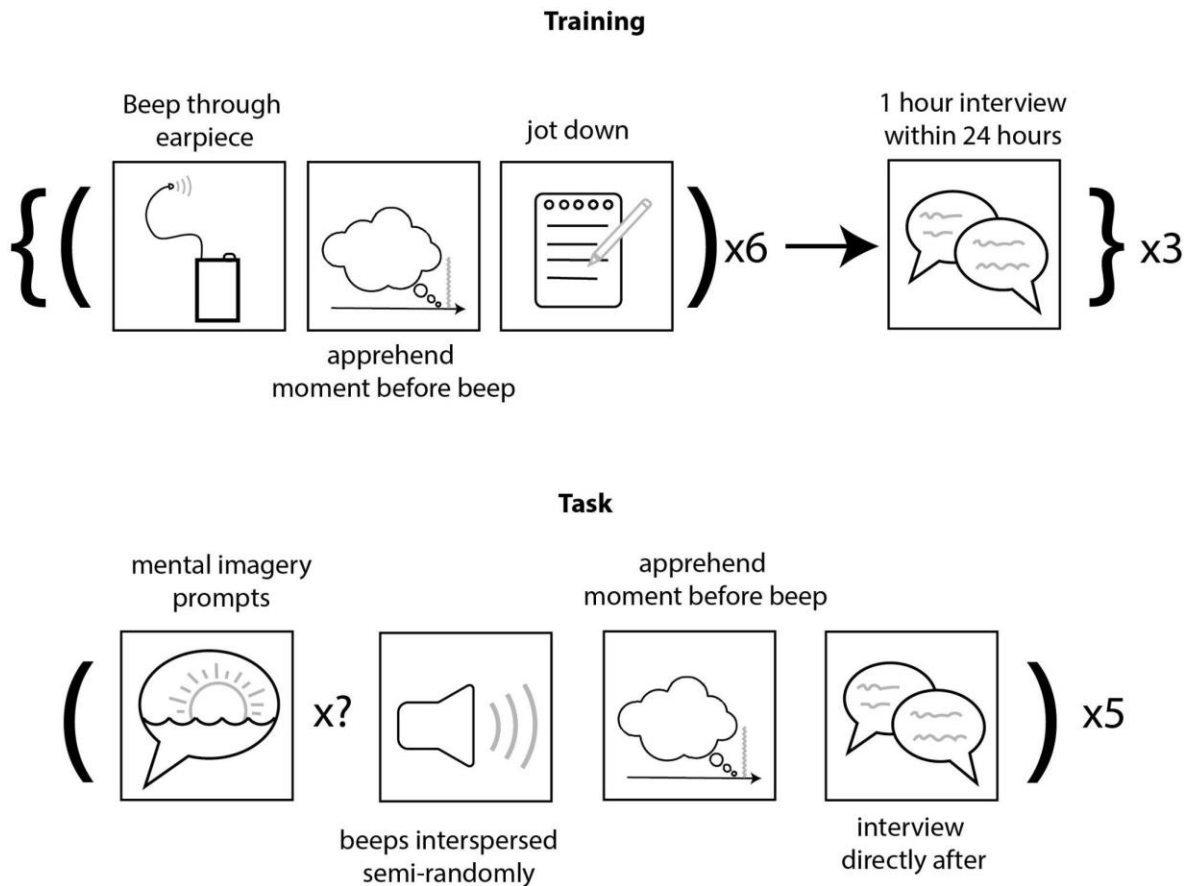 Training
Beep through
earpiece
jot down
1 hour interview
within 24 hours
{(
)x6
} x3
apprehend
moment before beep
Task
mental imagery
prompts
apprehend
moment before beep
(
x?
) x5
beeps interspersed
semi-randomly
interview
directly after